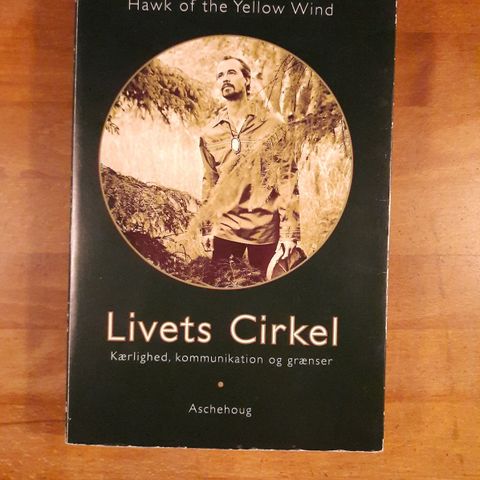 Hawk of the Yellow Wind
Livets Cirkel
Kærlighed, kommunikation og grænser
Aschehoug